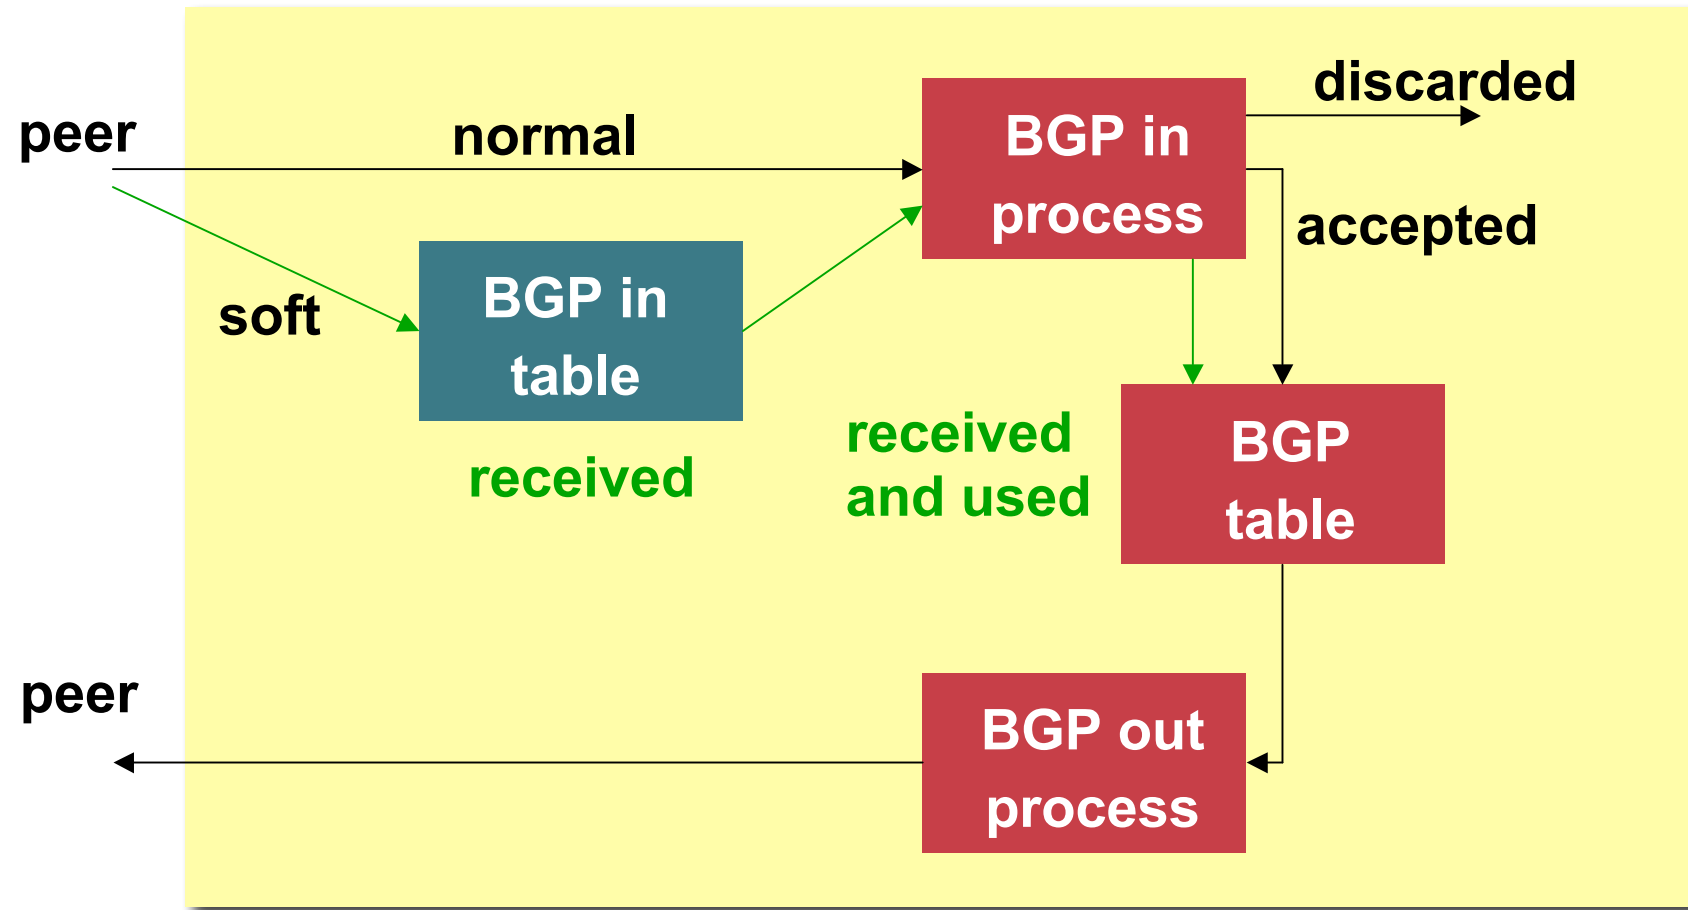 discarded
peer
normal
BGP in
process
accepted
soft
BGP in
table
received
received
and used
BGP
table
peer
BGP out
process